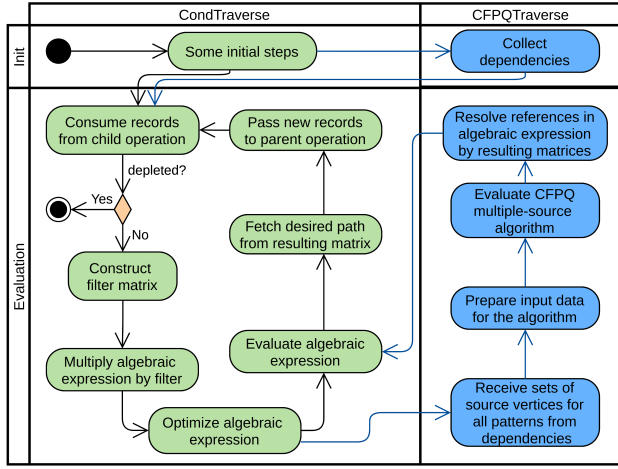 CondTraverse
CFPQTraverse
Init
Some initial steps
Collect
dependencies
Evaluation
Consume records
from child operation
Pass new records
to parent operation
Resolve references in
algebraic expression
by resulting matrices
depleted?
Yes
No
Evaluate CFPQ
multiple-source
algorithm
Fetch desired path
from resulting matrix
Construct
filter matrix
Prepare input data
for the algorithm
Evaluate algebraic
expression
Multiply algebraic
expression by filter
Optimize algebraic
expression
Receive sets of
source vertices for
all patterns from
dependencies